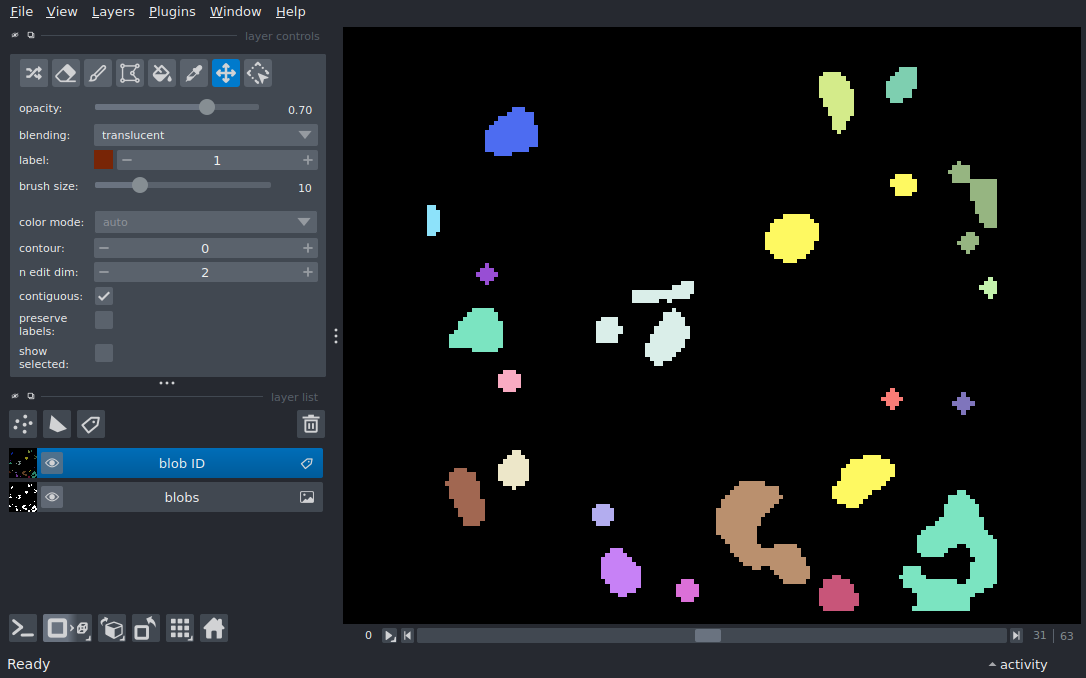 File View Layers Plugins Window Help
layer controls
opacity: 0.70
blending: translucent
label: 1
brush size: 10
color mode: auto
contour: 0
n edit dim: 2
contiguous:
preserve
labels:
show
selected:
layer list
blob ID
blobs
0 31 | 63
Ready activity